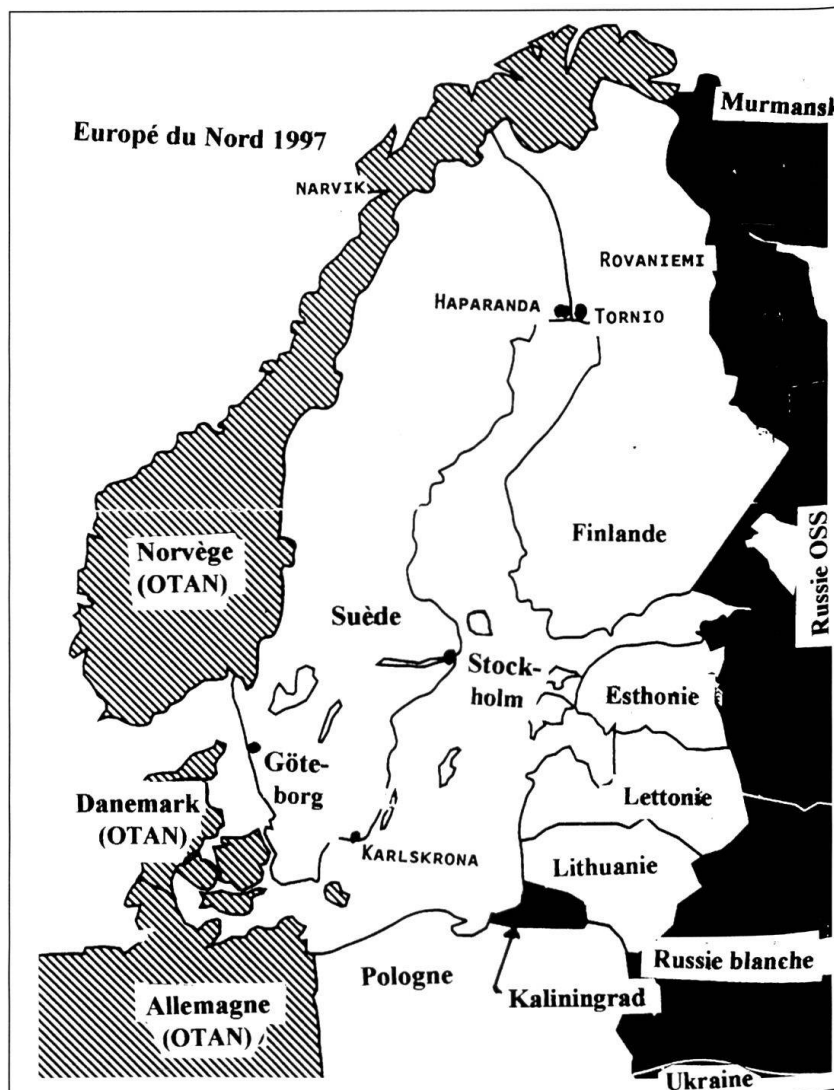 Murmansk
Europé du Nord 1997
NARVIK
ROVANIEMI
HAPARANDA
TORNIO
Norvège
(OTAN)
Finlande
Russie OSS
Suède
Stock-
holm
Esthonie
Göte-
borg
Danemark
(OTAN)
Lettonie
KARLSKRONA
Lithuanie
Russie blanche
Pologne
Kaliningrad
Allemagne
(OTAN)
Ukraine